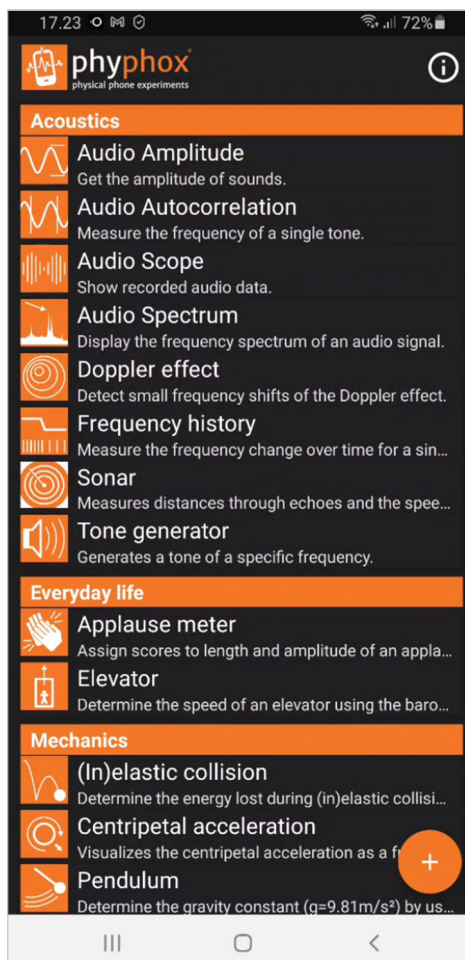 17.23 72%
phyphox
physical phone experiments
Acoustics
Audio Amplitude
Get the amplitude of sounds.
Audio Autocorrelation
Measure the frequency of a single tone.
Audio Scope
Show recorded audio data.
Audio Spectrum
Display the frequency spectrum of an audio signal.
Doppler effect
Detect small frequency shifts of the Doppler effect.
Frequency history
Measure the frequency change over time for a sin...
Sonar
Measures distances through echoes and the spee...
Tone generator
Generates a tone of a specific frequency.
Everyday life
Applause meter
Assign scores to length and amplitude of an appla...
Elevator
Determine the speed of an elevator using the baro...
Mechanics
(In)elastic collision
Determine the energy lost during (in)elastic collisi...
Centripetal acceleration
Visualizes the centripetal acceleration as a f
+
Pendulum
Determine the gravity constant (g=9.81m/s²) by us...